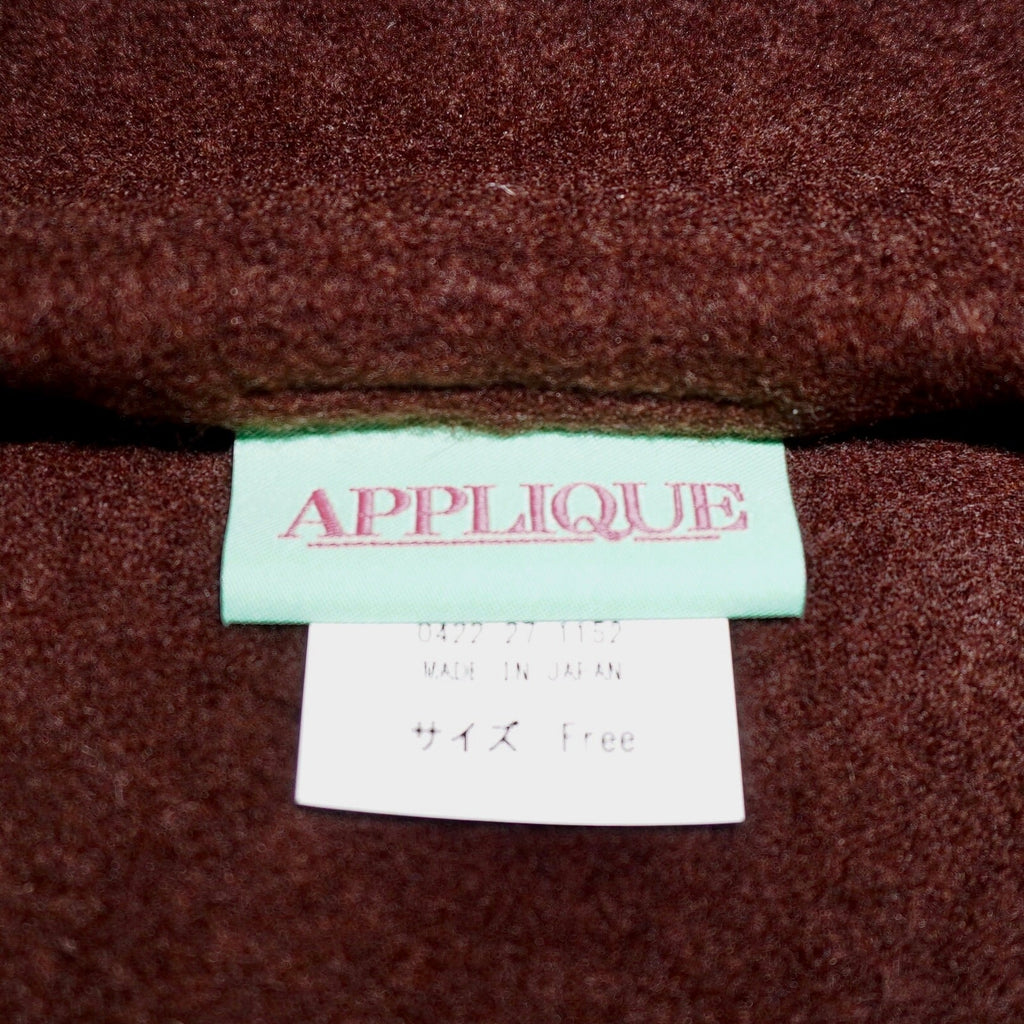 APPLIQUE
0422 27 1152
MADE IN JAPAN
サイズ Free